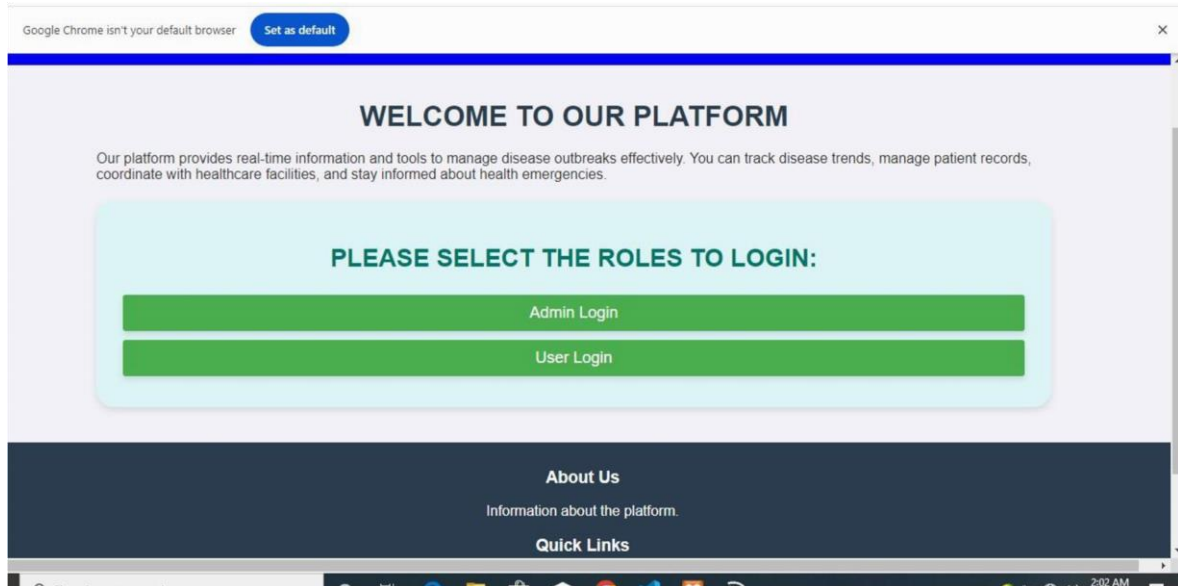 Google Chrome isn't your default browser Set as default
WELCOME TO OUR PLATFORM
Our platform provides real-time information and tools to manage disease outbreaks effectively. You can track disease trends, manage patient records,
coordinate with healthcare facilities, and stay informed about health emergencies.
PLEASE SELECT THE ROLES TO LOGIN:
Admin Login
User Login
About Us
Information about the platform.
Quick Links
2:02 AM